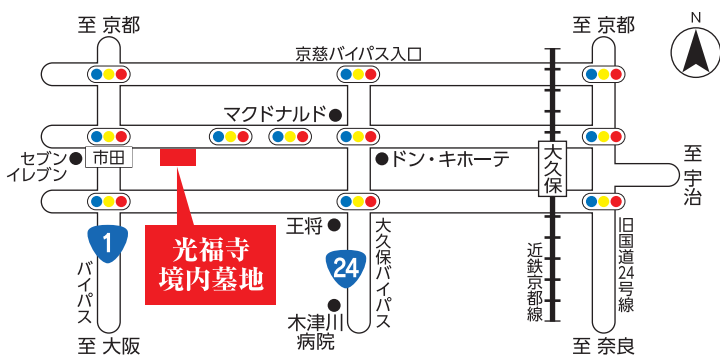 至 京都
至 京都
N
京慈バイパス入口
マクドナルド
セブン
イレブン
市田
ドン・キホーテ
大久保
至 宇治
光福寺
境内墓地
1
バイパス
王将
24
大久保バイパス
近鉄京都線
旧国道24号線
木津川
病院
至 大阪
至 奈良